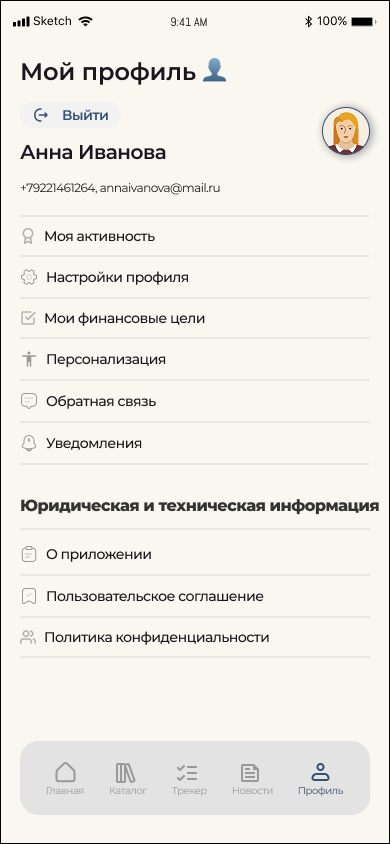 Sketch 9:41 AM 100%
Мой профиль
Выйти
Анна Иванова
+79221461264, annaivanova@mail.ru
Моя активность
Настройки профиля
Мои финансовые цели
Персонализация
Обратная связь
Уведомления
Юридическая и техническая информация
О приложении
Пользовательское соглашение
Политика конфиденциальности
Главная Каталог Трекер Новости Профиль